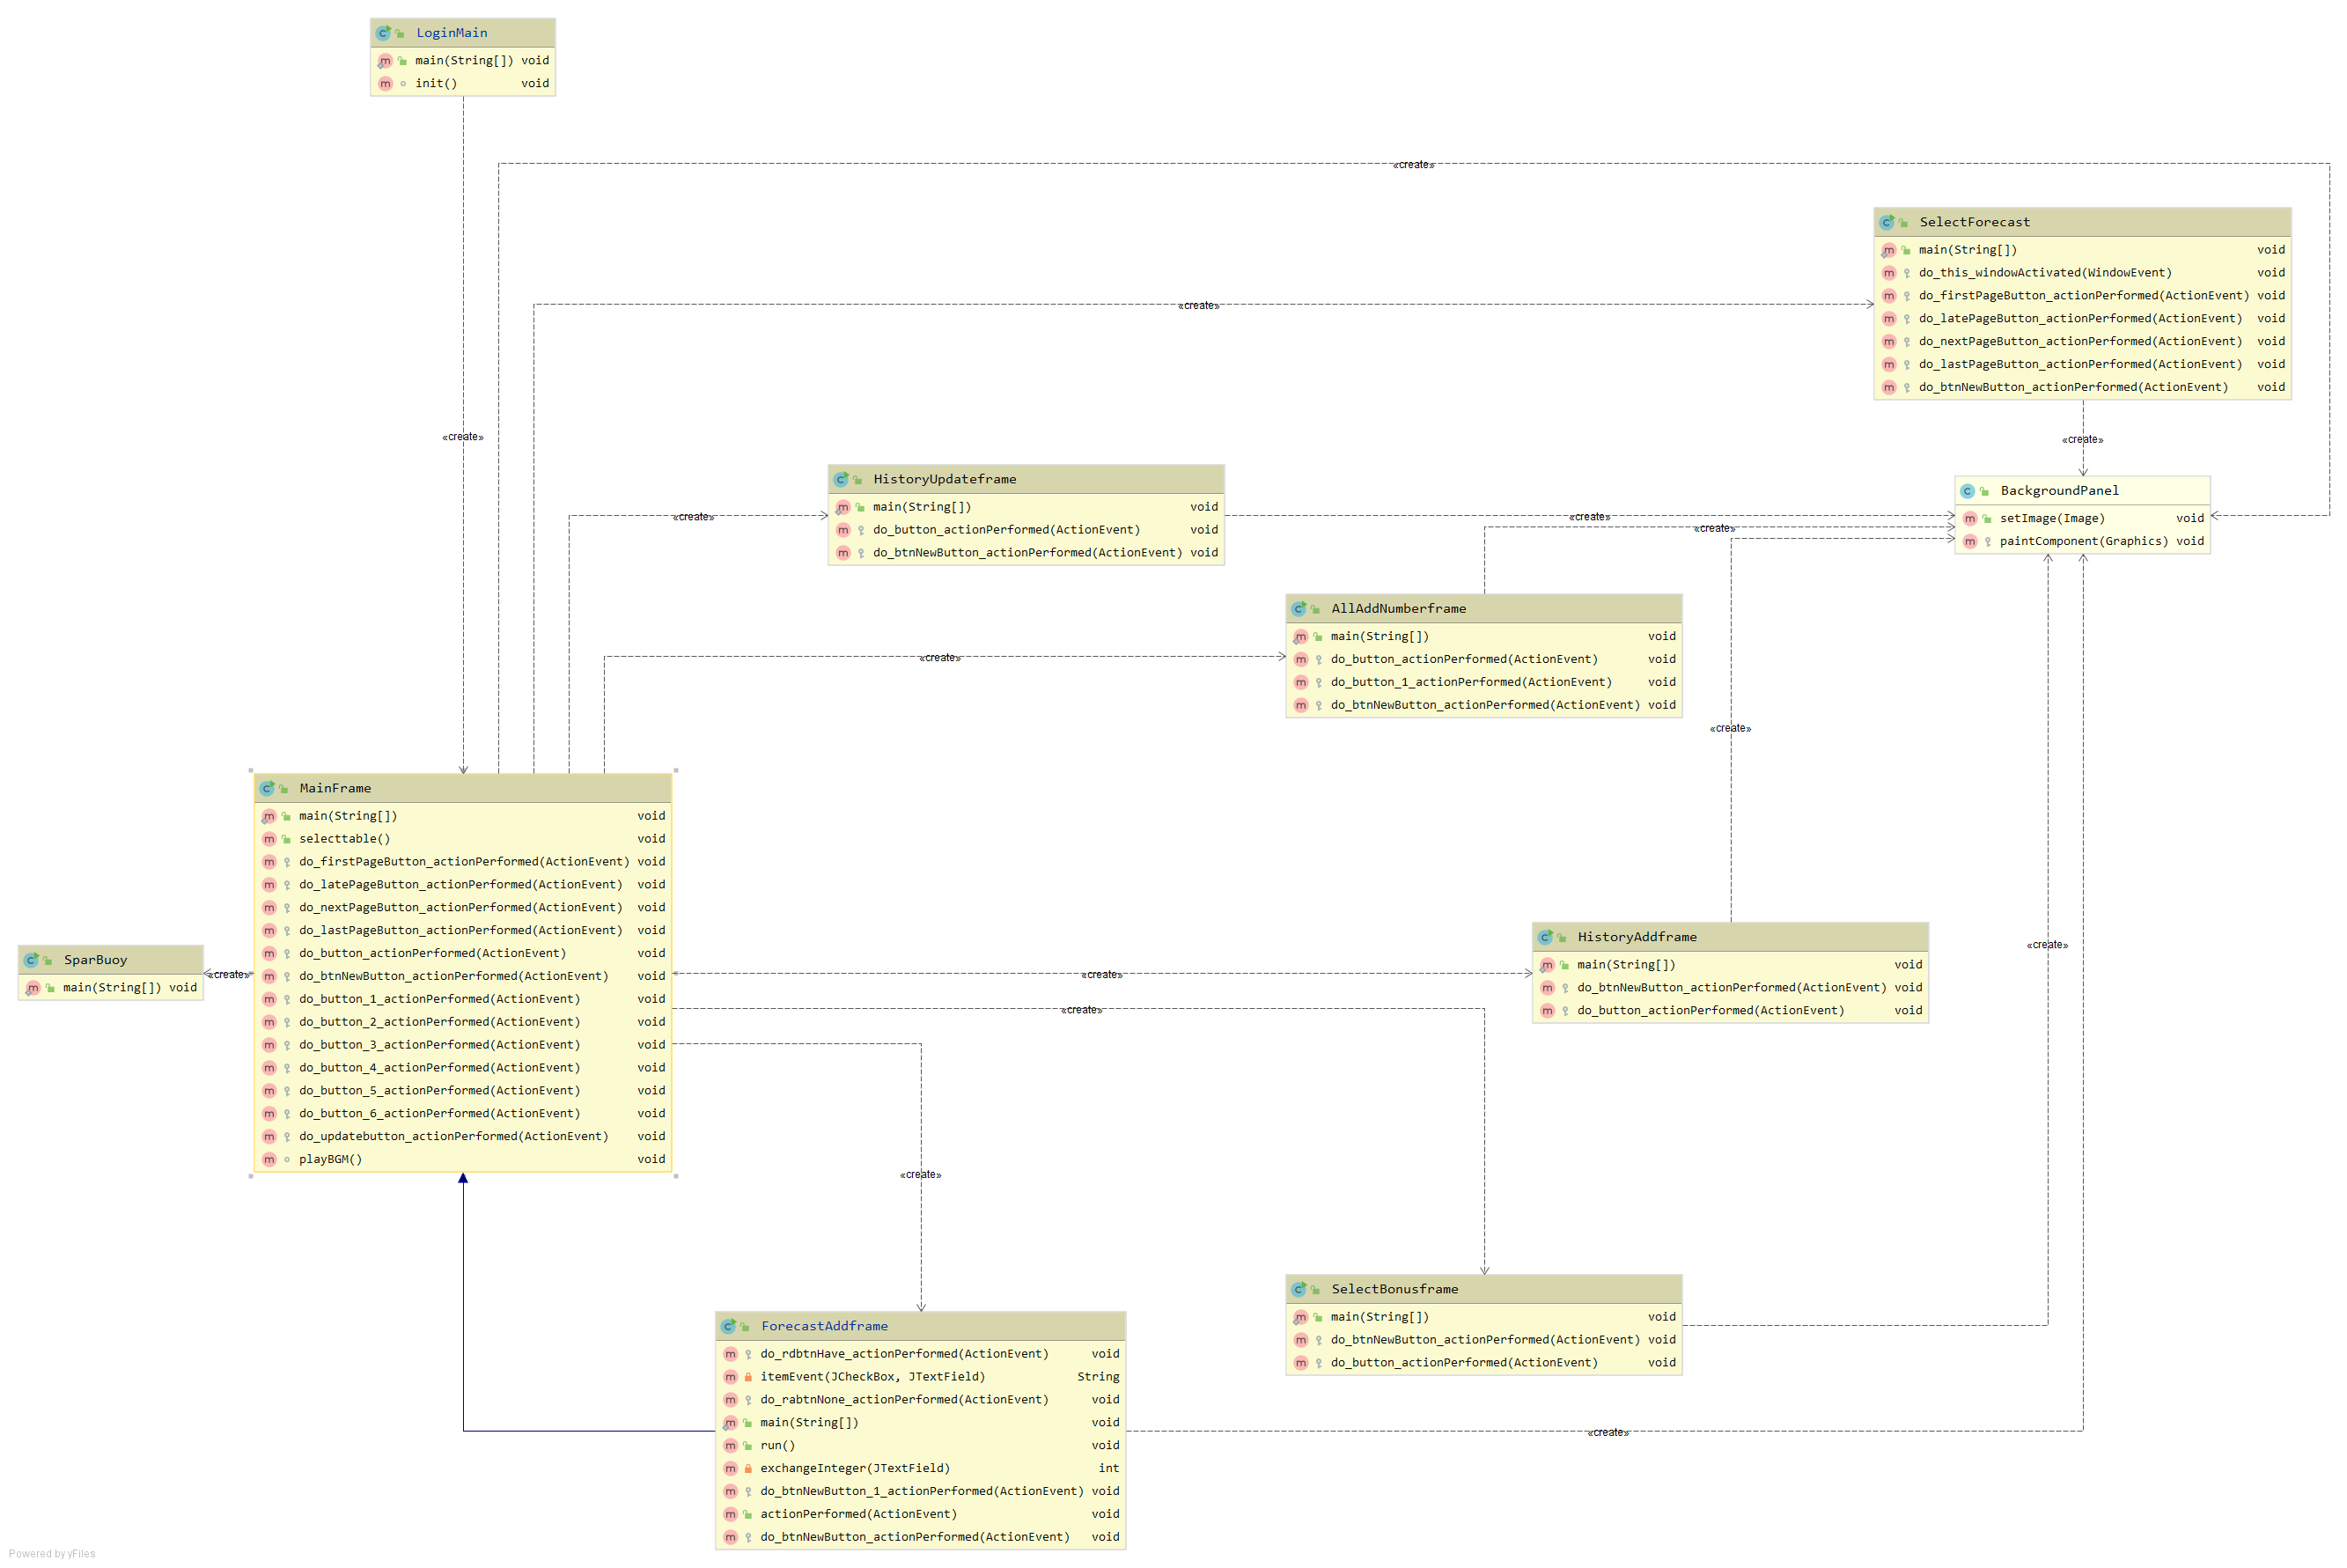 LoginMain
main(String[]) void
init() void
«create»
SelectForecast
main(String[]) void
do_this_windowActivated(WindowEvent) void
do_firstPageButton_actionPerformed(ActionEvent) void
do_latePageButton_actionPerformed(ActionEvent) void
do_nextPageButton_actionPerformed(ActionEvent) void
do_lastPageButton_actionPerformed(ActionEvent) void
do_btnNewButton_actionPerformed(ActionEvent) void
«create»
«create»
«create»
HistoryUpdateframe
main(String[]) void
do_button_actionPerformed(ActionEvent) void
do_btnNewButton_actionPerformed(ActionEvent) void
BackgroundPanel
setImage(Image) void
paintComponent(Graphics) void
«create»
«create»
«create»
AllAddNumberframe
main(String[]) void
do_button_actionPerformed(ActionEvent) void
do_button_1_actionPerformed(ActionEvent) void
do_btnNewButton_actionPerformed(ActionEvent) void
«create»
«create»
MainFrame
main(String[]) void
selecttable() void
do_firstPageButton_actionPerformed(ActionEvent) void
do_latePageButton_actionPerformed(ActionEvent) void
do_nextPageButton_actionPerformed(ActionEvent) void
do_lastPageButton_actionPerformed(ActionEvent) void
do_button_actionPerformed(ActionEvent) void
do_btnNewButton_actionPerformed(ActionEvent) void
do_button_1_actionPerformed(ActionEvent) void
do_button_2_actionPerformed(ActionEvent) void
do_button_3_actionPerformed(ActionEvent) void
do_button_4_actionPerformed(ActionEvent) void
do_button_5_actionPerformed(ActionEvent) void
do_button_6_actionPerformed(ActionEvent) void
do_updatebutton_actionPerformed(ActionEvent) void
playBGM() void
SparBuoy
main(String[]) void
«create»
HistoryAddframe
main(String[]) void
do_btnNewButton_actionPerformed(ActionEvent) void
do_button_actionPerformed(ActionEvent) void
«create»
«create»
«create»
«create»
SelectBonusframe
main(String[]) void
do_btnNewButton_actionPerformed(ActionEvent) void
do_button_actionPerformed(ActionEvent) void
ForecastAddframe
do_rdbtnHave_actionPerformed(ActionEvent) void
itemEvent(JCheckBox, JTextField) String
do_rabtnNone_actionPerformed(ActionEvent) void
main(String[]) void
run() void
exchangeInteger(JTextField) int
do_btnNewButton_1_actionPerformed(ActionEvent) void
actionPerformed(ActionEvent) void
do_btnNewButton_actionPerformed(ActionEvent) void
«create»
Powered by yFiles